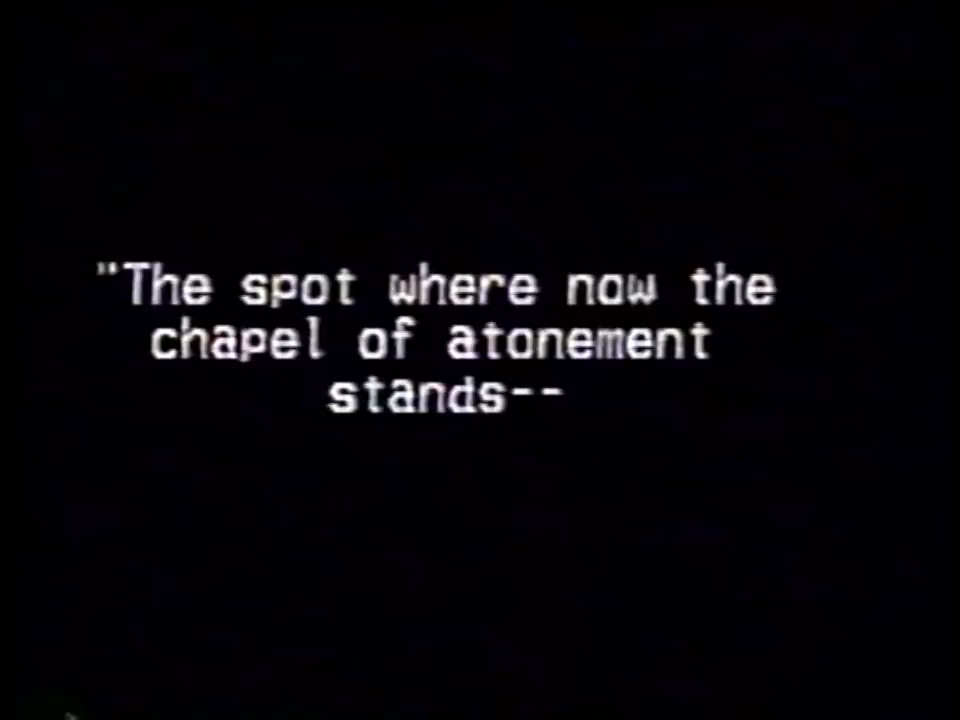 "The spot where now the
chapel of atonement
stands--